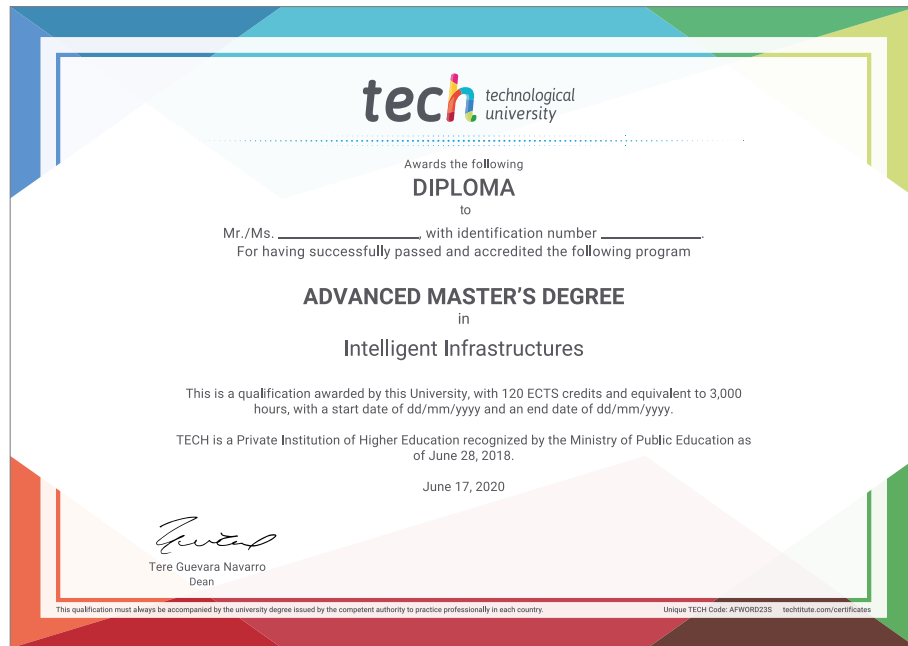 tech technological
university
Awards the following
DIPLOMA
to
Mr./Ms. ____________________, with identification number ______________.
For having successfully passed and accredited the following program
ADVANCED MASTER'S DEGREE
in
Intelligent Infrastructures
This is a qualification awarded by this University, with 120 ECTS credits and equivalent to 3,000
hours, with a start date of dd/mm/yyyy and an end date of dd/mm/yyyy.
TECH is a Private Institution of Higher Education recognized by the Ministry of Public Education as
of June 28, 2018.
June 17, 2020
Tere Guevara Navarro
Dean
This qualification must always be accompanied by the university degree issued by the competent authority to practice professionally in each country. Unique TECH Code: AFWORD23S techtitute.com/certificates